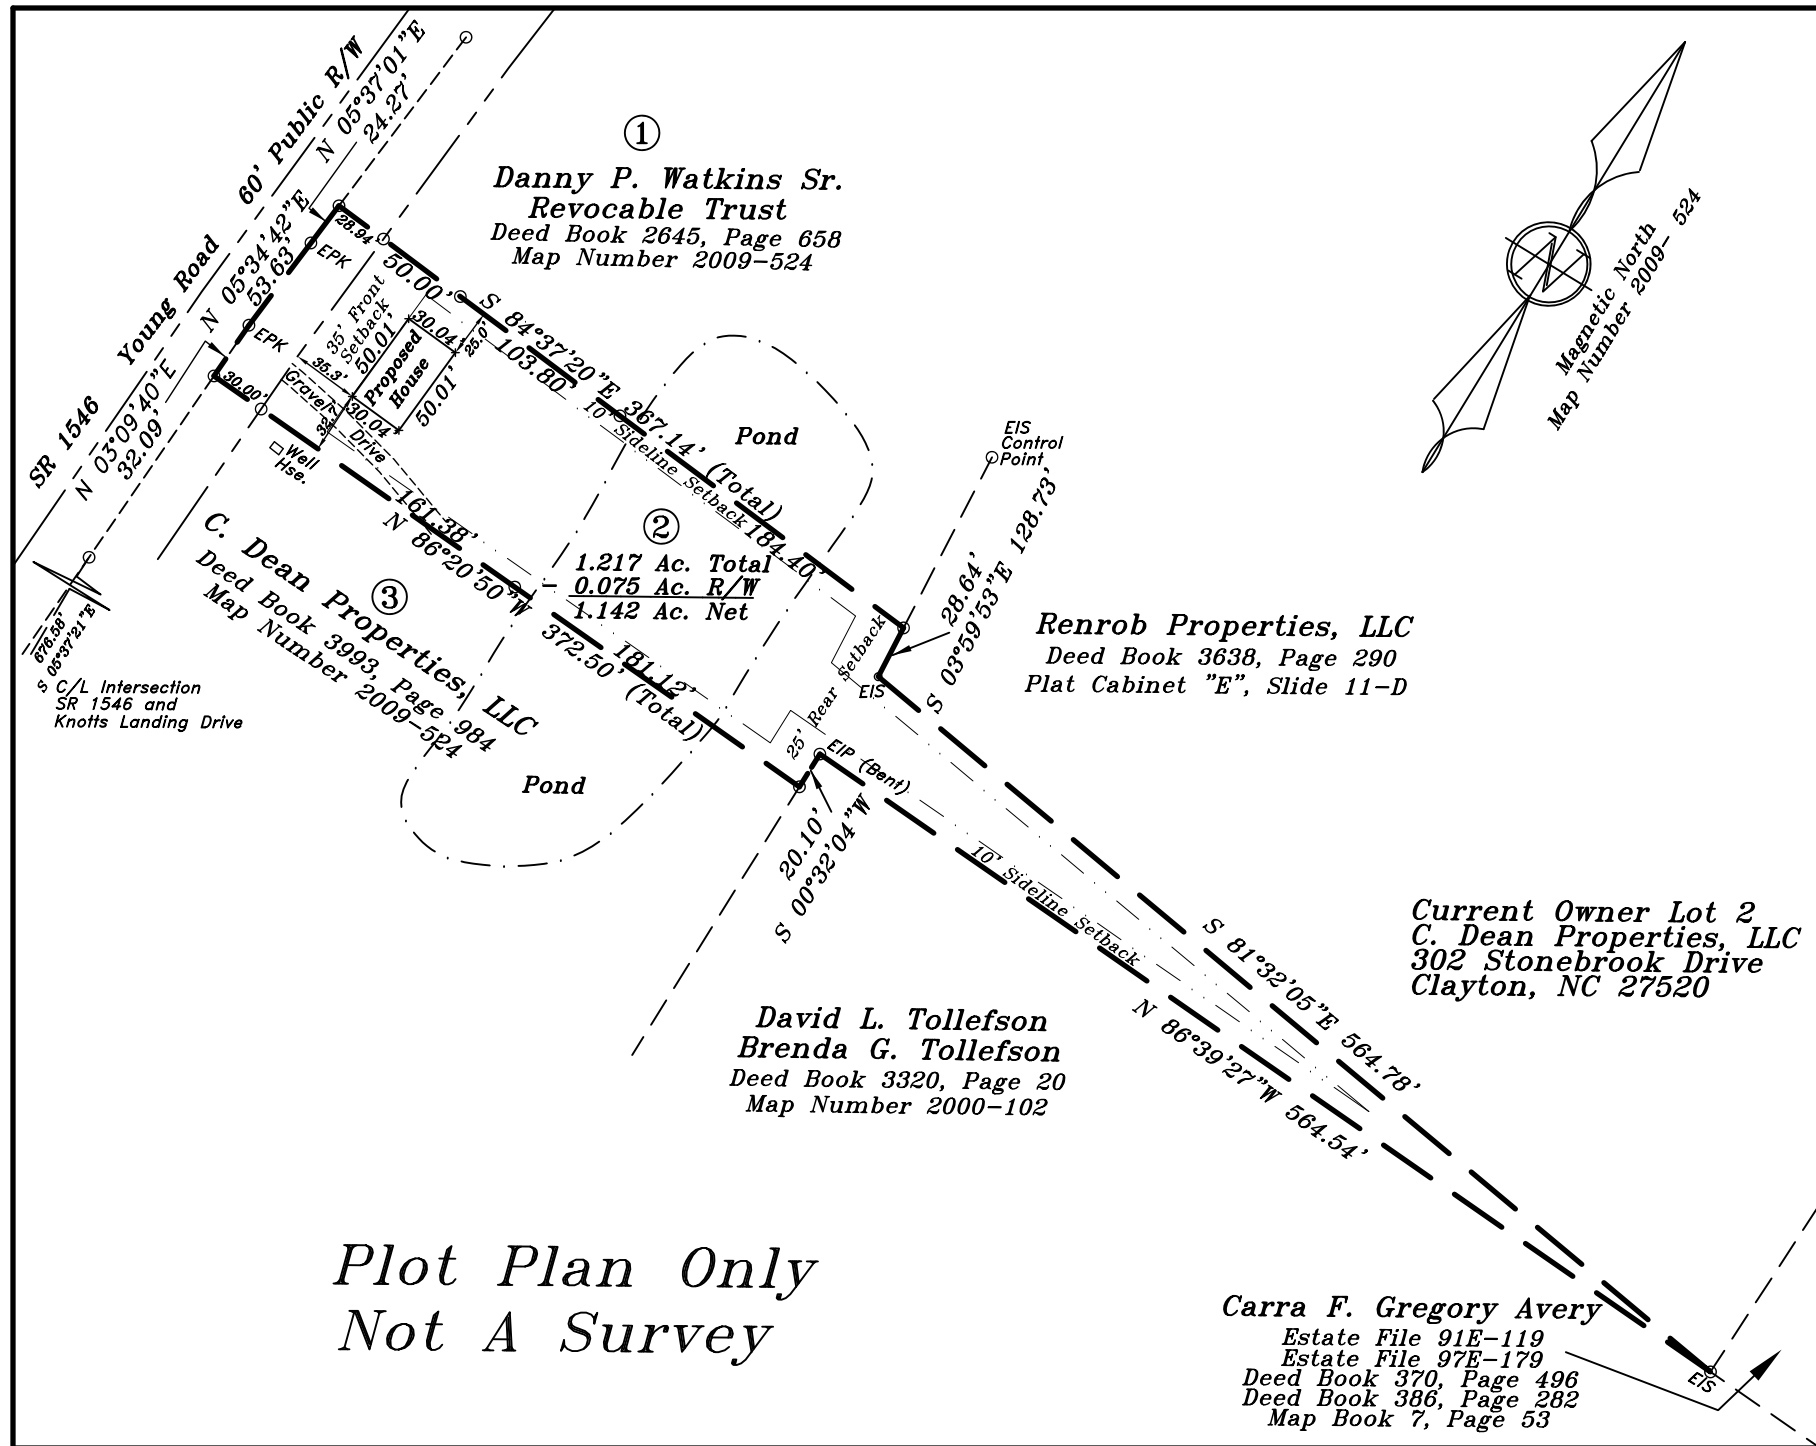 SR 1546
Young Road
60' Public R/W
N 05°37'01"E
24.27'
N 05°34'42"E
53.63'
N 03°09'40"E
32.09'
EPK
EPK
28.94'
50.00'
S 84°37'20"E 367.14' (Total)
103.80'
184.40'
10' Sideline Setback
35' Front
Setback
50.01'
30.04'
25.0'
35.3'
Proposed
House
50.01'
30.04'
Gravel
Drive
30.00'
Well
Hse.
161.38'
N 86°20'50"W
372.50' (Total)
181.12'
1
Danny P. Watkins Sr.
Revocable Trust
Deed Book 2645, Page 658
Map Number 2009-524
Pond
2
1.217 Ac. Total
- 0.075 Ac. R/W
1.142 Ac. Net
3
C. Dean Properties, LLC
Deed Book 3993, Page 984
Map Number 2009-524
Pond
676.58'
S 05°37'21"E
C/L Intersection
SR 1546 and
Knotts Landing Drive
N
Magnetic North
Map Number 2009- 524
EIS
Control
Point
28.64'
S 03°59'53"E 128.73'
EIS
25' Rear Setback
EIP (Bent)
20.10'
S 00°32'04"W
Renrob Properties, LLC
Deed Book 3638, Page 290
Plat Cabinet "E", Slide 11-D
10' Sideline Setback
S 81°32'05"E 564.78'
N 86°39'27"W 564.54'
Current Owner Lot 2
C. Dean Properties, LLC
302 Stonebrook Drive
Clayton, NC 27520
David L. Tollefson
Brenda G. Tollefson
Deed Book 3320, Page 20
Map Number 2000-102
Plot Plan Only
Not A Survey
Carra F. Gregory Avery
Estate File 91E-119
Estate File 97E-179
Deed Book 370, Page 496
Deed Book 386, Page 282
Map Book 7, Page 53
EIS